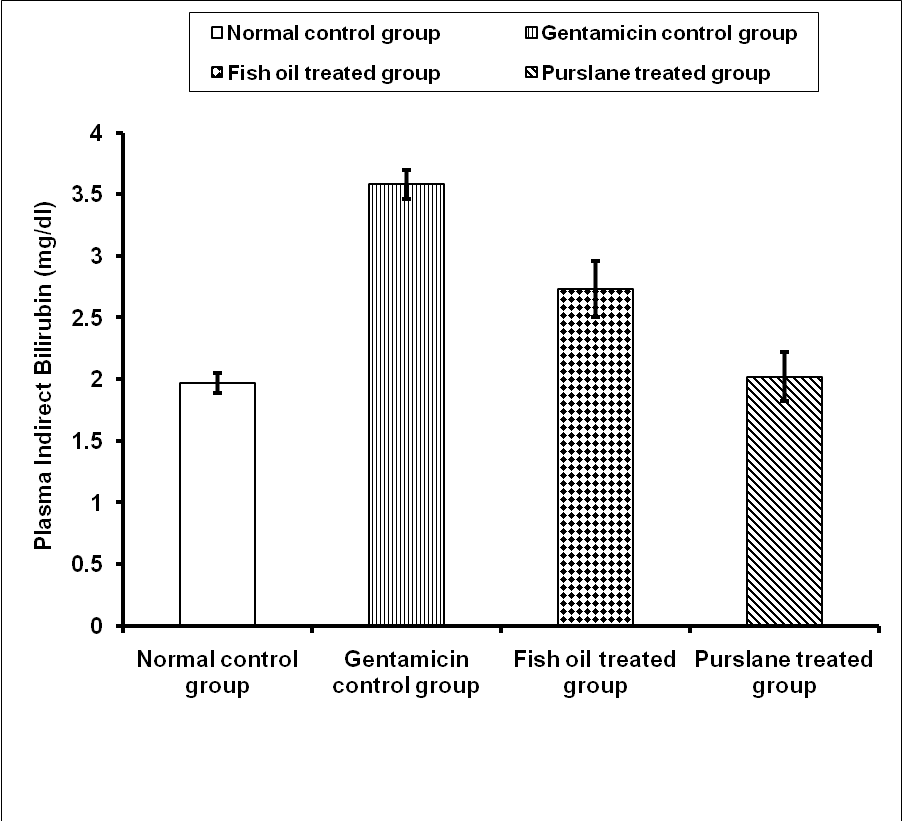 Normal control group
Gentamicin control group
Fish oil treated group
Purslane treated group
Plasma Indirect Bilirubin (mg/dl)
4
3.5
3
2.5
2
1.5
1
0.5
0
Normal control
group
Gentamicin
control group
Fish oil treated
group
Purslane treated
group